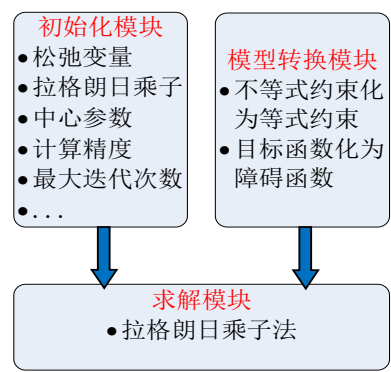 初始化模块
●松弛变量
●拉格朗日乘子
●中心参数
●计算精度
●最大迭代次数
●...
模型转换模块
●不等式约束化
为等式约束
●目标函数化为
障碍函数
求解模块
●拉格朗日乘子法